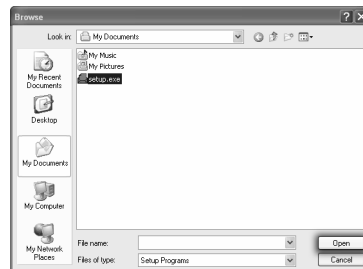 Browse
Look in:
My Documents
My Music
My Pictures
setup.exe
My Recent
Documents
Desktop
My Documents
My Computer
My Network
Places
File name:
Open
Files of type:
Setup Programs
Cancel